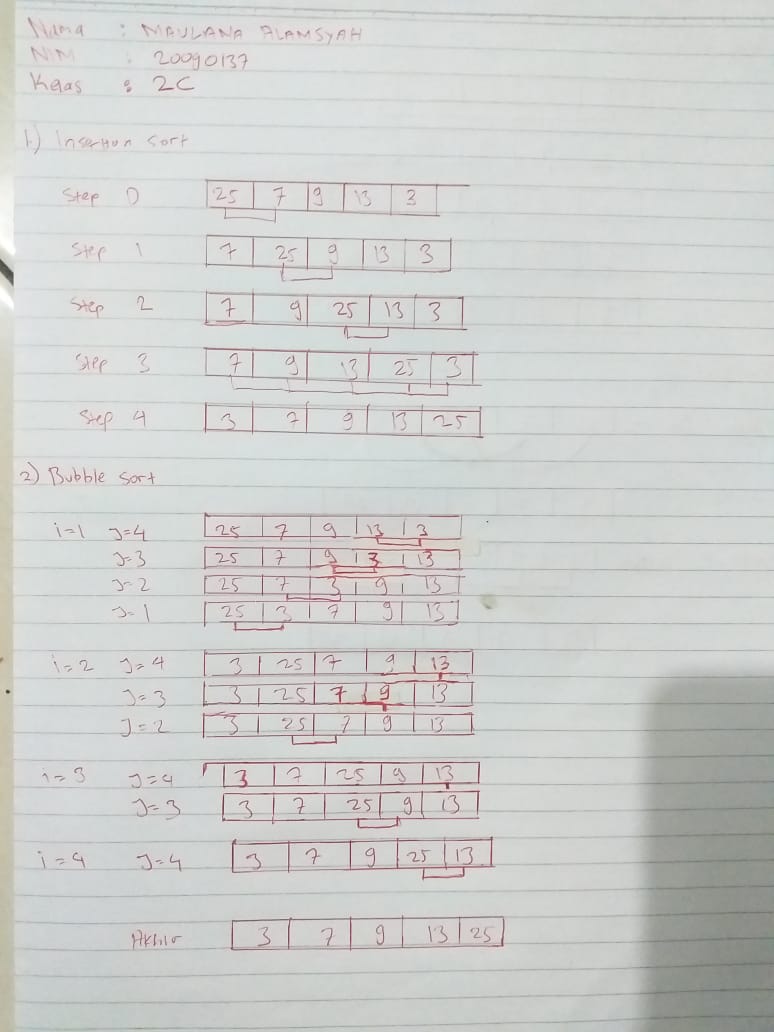 Nama : MAULANA ALAMSYAH
NIM : 20090137
Kelas : 2C
1.) Insertion Sort
Step 0 25 7 9 13 3
Step 1 7 25 9 13 3
Step 2 7 9 25 13 3
Step 3 7 9 13 25 3
Step 4 3 7 9 13 25
2) Bubble Sort
i=1 J=4 25 7 9 13 3
J=3 25 7 9 3 13
J=2 25 7 3 9 13
J=1 25 3 7 9 13
i=2 J=4 3 25 7 9 13
J=3 3 25 7 9 13
J=2 3 25 7 9 13
i=3 J=4 3 7 25 9 13
J=3 3 7 25 9 13
i=4 J=4 3 7 9 25 13
Akhir 3 7 9 13 25